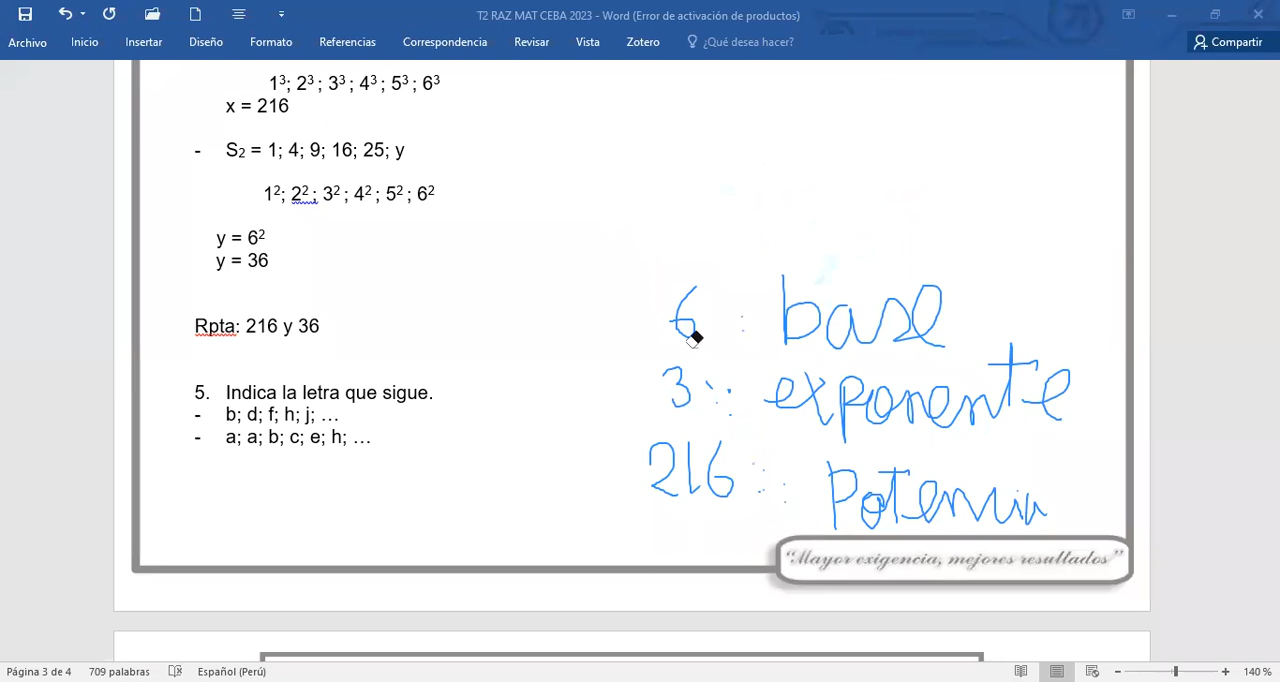 T2 RAZ MAT CEBA 2023 - Word (Error de activación de productos)
Archivo Inicio Insertar Diseño Formato Referencias Correspondencia Revisar Vista Zotero ¿Qué desea hacer? Compartir
1³; 2³ ; 3³ ; 4³ ; 5³ ; 6³
x = 216
- S₂ = 1; 4; 9; 16; 25; y
1²; 2² ; 3² ; 4² ; 5² ; 6²
y = 6²
y = 36
6 : base
Rpta: 216 y 36
3 : exponente
5. Indica la letra que sigue.
- b; d; f; h; j; …
- a; a; b; c; e; h; …
216 : Potencia
“Mayor exigencia, mejores resultados”
Página 3 de 4 709 palabras Español (Perú) - + 140 %